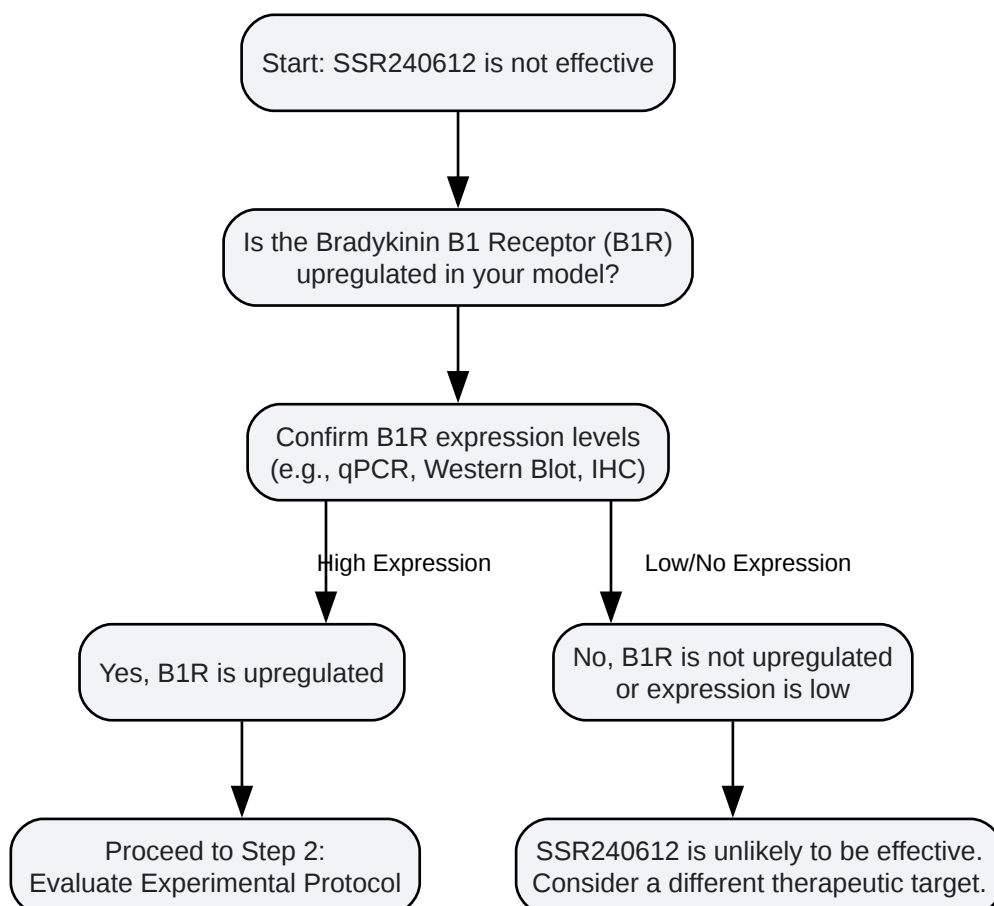 Start: SSR240612 is not effective
Is the Bradykinin B1 Receptor (B1R)
upregulated in your model?
Confirm B1R expression levels
(e.g., qPCR, Western Blot, IHC)
High Expression
Low/No Expression
Yes, B1R is upregulated
No, B1R is not upregulated
or expression is low
Proceed to Step 2:
Evaluate Experimental Protocol
SSR240612 is unlikely to be effective.
Consider a different therapeutic target.